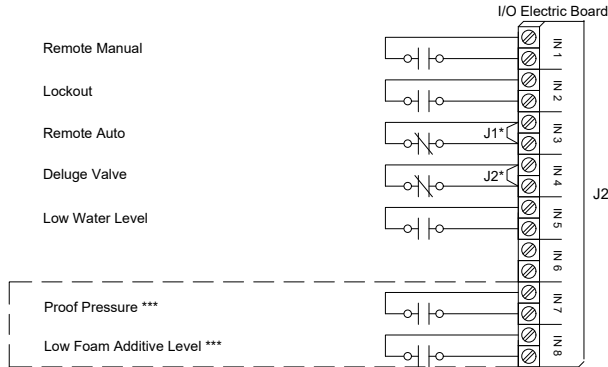 I/O Electric Board
Remote Manual
IN 1
Lockout
IN 2
Remote Auto
J1*
IN 3
Deluge Valve
J2*
IN 4
J2
Low Water Level
IN 5
IN 6
Proof Pressure ***
IN 7
Low Foam Additive Level ***
IN 8